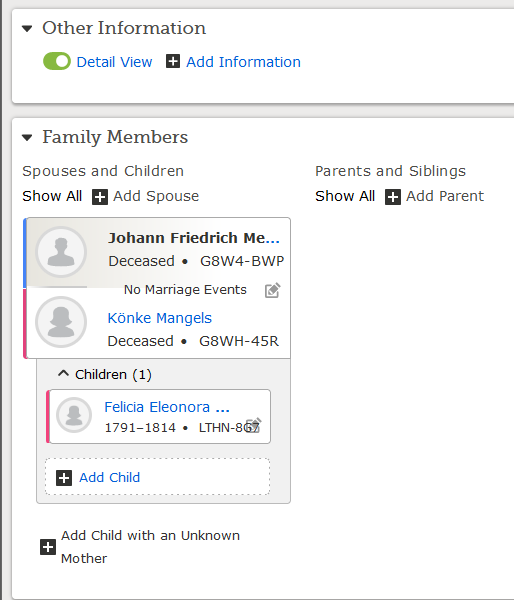 Other Information
Detail View Add Information
Family Members
Spouses and Children
Show All Add Spouse
Johann Friedrich Me...
Deceased • G8W4-BWP
No Marriage Events
Könke Mangels
Deceased • G8WH-45R
Children (1)
Felicia Eleonora ...
1791–1814 • LTHN-8G7
Add Child
Add Child with an Unknown
Mother
Parents and Siblings
Show All Add Parent